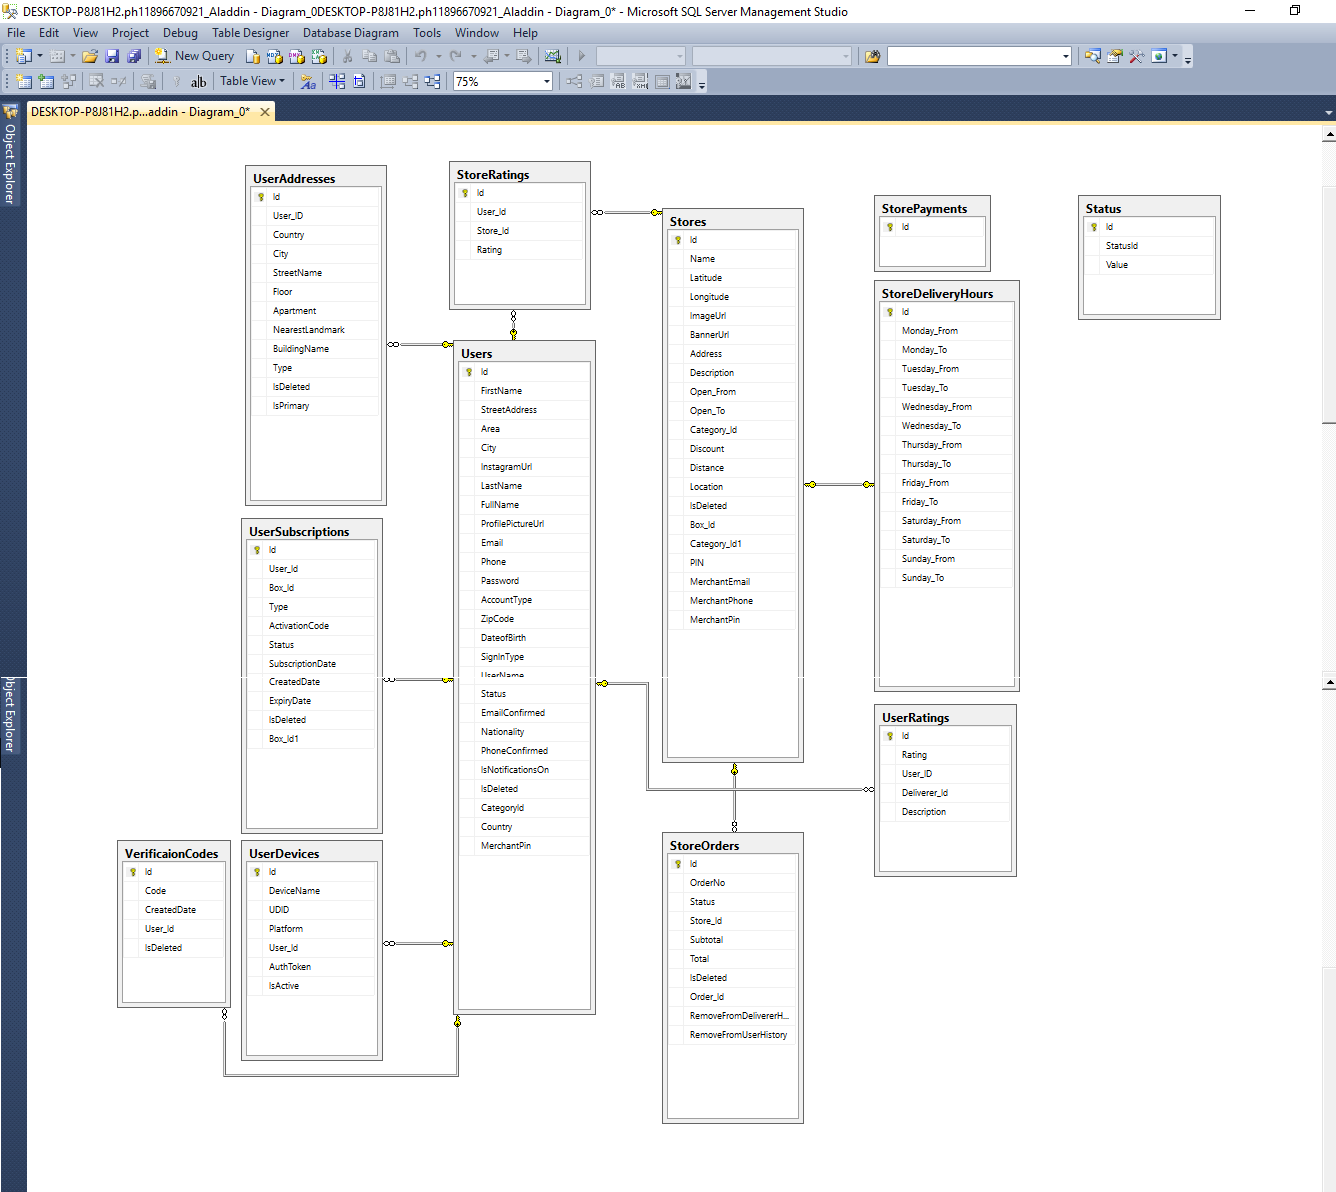 DESKTOP-P8J81H2.ph11896670921_Aladdin - Diagram_0DESKTOP-P8J81H2.ph11896670921_Aladdin - Diagram_0* - Microsoft SQL Server Management Studio
File Edit View Project Debug Table Designer Database Diagram Tools Window Help
New Query
Table View 75%
DESKTOP-P8J81H2.p...addin - Diagram_0*
Object Explorer
UserAddresses
Id
User_ID
Country
City
StreetName
Floor
Apartment
NearestLandmark
BuildingName
Type
IsDeleted
IsPrimary
StoreRatings
Id
User_Id
Store_Id
Rating
Stores
Id
Name
Latitude
Longitude
ImageUrl
BannerUrl
Address
Description
Open_From
Open_To
Category_Id
Discount
Distance
Location
IsDeleted
Box_Id
Category_Id1
PIN
MerchantEmail
MerchantPhone
MerchantPin
StorePayments
Id
Status
Id
StatusId
Value
StoreDeliveryHours
Id
Monday_From
Monday_To
Tuesday_From
Tuesday_To
Wednesday_From
Wednesday_To
Thursday_From
Thursday_To
Friday_From
Friday_To
Saturday_From
Saturday_To
Sunday_From
Sunday_To
Users
Id
FirstName
StreetAddress
Area
City
InstagramUrl
LastName
FullName
ProfilePictureUrl
Email
Phone
Password
AccountType
ZipCode
DateofBirth
SignInType
UserName
Status
EmailConfirmed
Nationality
PhoneConfirmed
IsNotificationsOn
IsDeleted
CategoryId
Country
MerchantPin
UserSubscriptions
Id
User_Id
Box_Id
Type
ActivationCode
Status
SubscriptionDate
CreatedDate
ExpiryDate
IsDeleted
Box_Id1
Object Explorer
UserRatings
Id
Rating
User_ID
Deliverer_Id
Description
VerificaionCodes
Id
Code
CreatedDate
User_Id
IsDeleted
UserDevices
Id
DeviceName
UDID
Platform
User_Id
AuthToken
IsActive
StoreOrders
Id
OrderNo
Status
Store_Id
Subtotal
Total
IsDeleted
Order_Id
RemoveFromDelivererH...
RemoveFromUserHistory